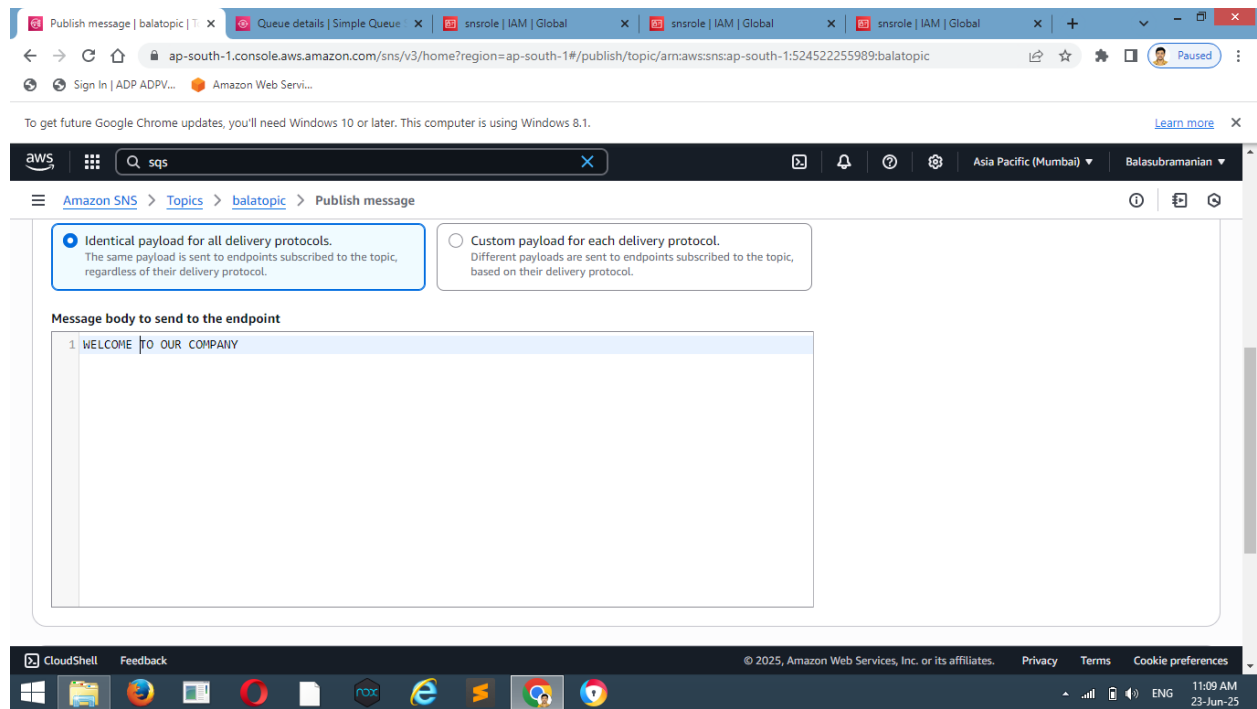 Publish message | balatopic | T
Queue details | Simple Queue
snsrole | IAM | Global
snsrole | IAM | Global
snsrole | IAM | Global
ap-south-1.console.aws.amazon.com/sns/v3/home?region=ap-south-1#/publish/topic/arn:aws:sns:ap-south-1:524522255989:balatopic
Paused
Sign In | ADP ADPV...
Amazon Web Servi...
To get future Google Chrome updates, you'll need Windows 10 or later. This computer is using Windows 8.1.
Learn more
aws
sqs
Asia Pacific (Mumbai)
Balasubramanian
Amazon SNS > Topics > balatopic > Publish message
Identical payload for all delivery protocols.
The same payload is sent to endpoints subscribed to the topic,
regardless of their delivery protocol.
Custom payload for each delivery protocol.
Different payloads are sent to endpoints subscribed to the topic,
based on their delivery protocol.
Message body to send to the endpoint
1 WELCOME TO OUR COMPANY
CloudShell Feedback
© 2025, Amazon Web Services, Inc. or its affiliates. Privacy Terms Cookie preferences
nox
ENG
11:09 AM
23-Jun-25